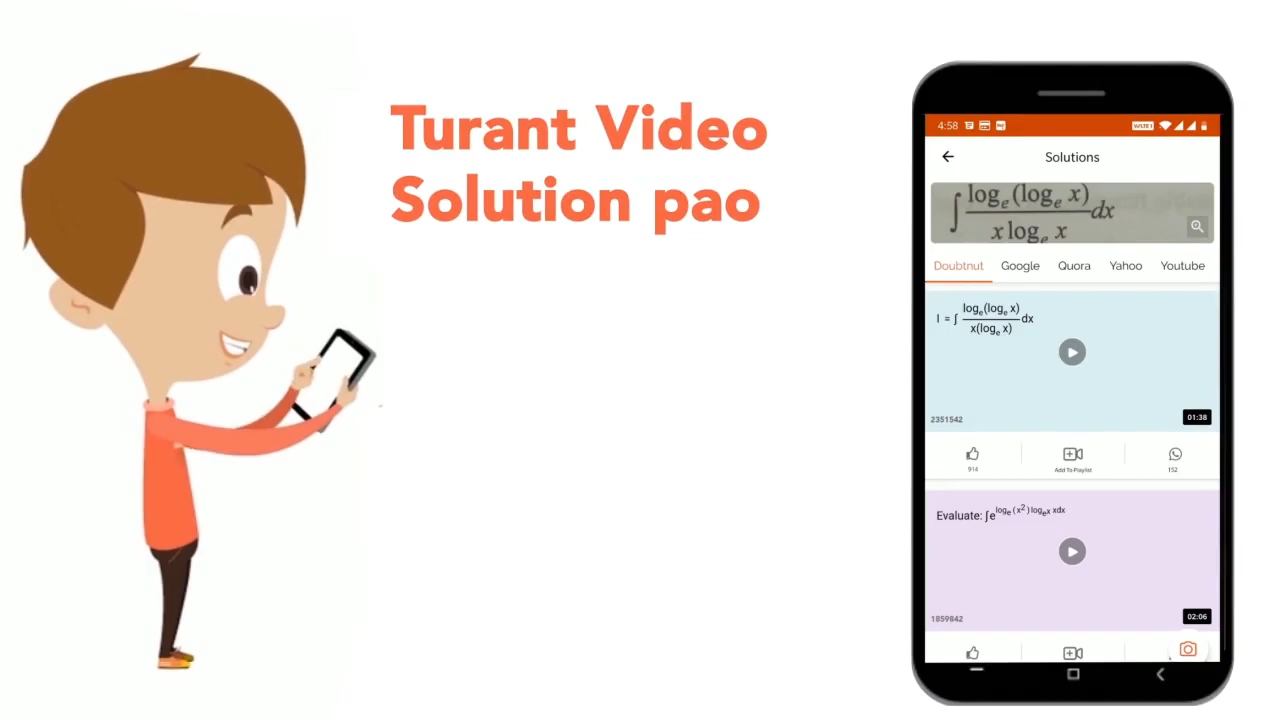 Turant Video
Solution pao
4:58
Solutions
∫ logₑ(logₑ x) / x logₑ x dx
Doubtnut Google Quora Yahoo Youtube
I = ∫ logₑ(logₑ x) / x(logₑ x) dx
2351542 01:38
914 Add To Playlist 152
Evaluate: ∫e^logₑ(x²)logₑx xdx
1859842 02:06